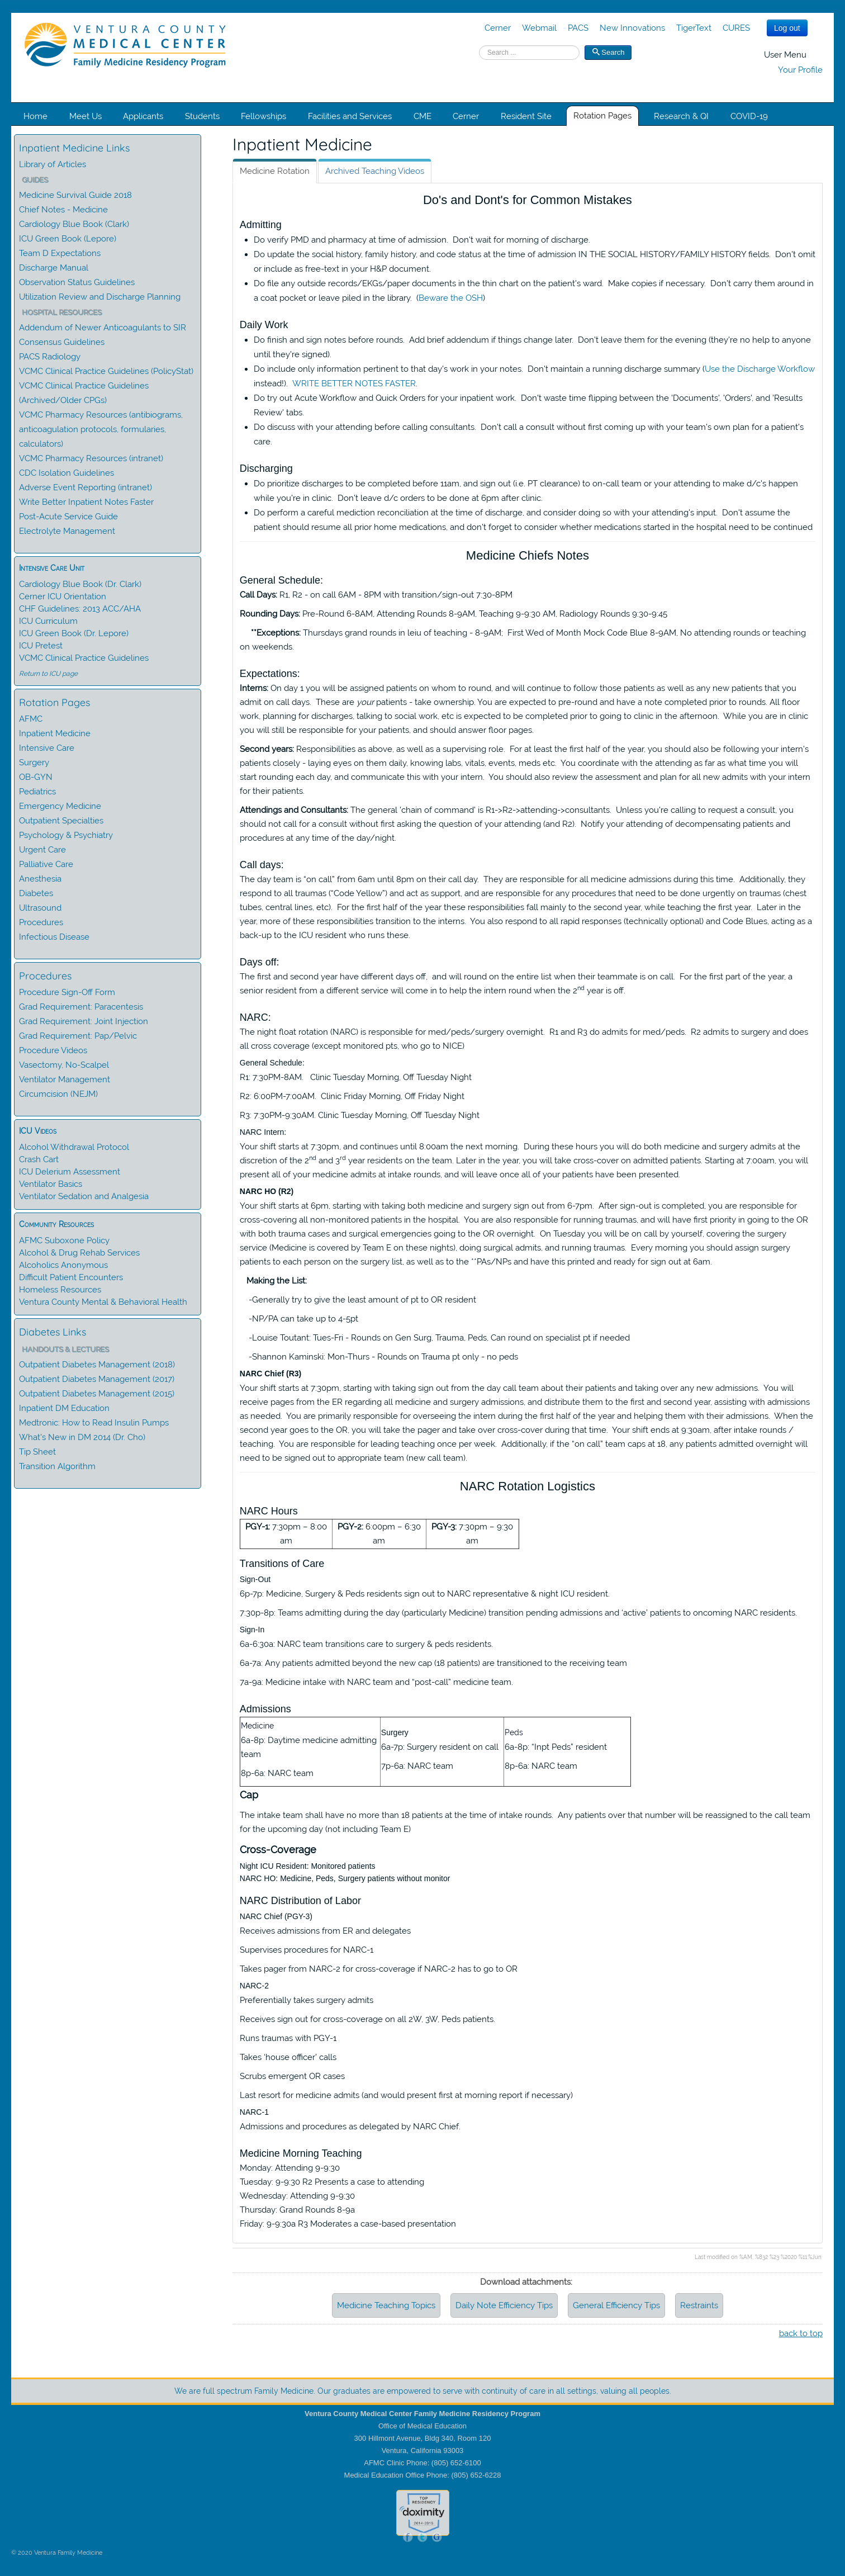 VENTURA COUNTY
MEDICAL CENTER
Family Medicine Residency Program
Cerner Webmail PACS New Innovations TigerText CURES Log out
Search ... Search
User Menu
Your Profile
Home Meet Us Applicants Students Fellowships Facilities and Services CME Cerner Resident Site Rotation Pages Research & QI COVID-19
Inpatient Medicine Links
Library of Articles
GUIDES
Medicine Survival Guide 2018
Chief Notes - Medicine
Cardiology Blue Book (Clark)
ICU Green Book (Lepore)
Team D Expectations
Discharge Manual
Observation Status Guidelines
Utilization Review and Discharge Planning
HOSPITAL RESOURCES
Addendum of Newer Anticoagulants to SIR
Consensus Guidelines
PACS Radiology
VCMC Clinical Practice Guidelines (PolicyStat)
VCMC Clinical Practice Guidelines
(Archived/Older CPGs)
VCMC Pharmacy Resources (antibiograms,
anticoagulation protocols, formularies,
calculators)
VCMC Pharmacy Resources (intranet)
CDC Isolation Guidelines
Adverse Event Reporting (intranet)
Write Better Inpatient Notes Faster
Post-Acute Service Guide
Electrolyte Management
Intensive Care Unit
Cardiology Blue Book (Dr. Clark)
Cerner ICU Orientation
CHF Guidelines: 2013 ACC/AHA
ICU Curriculum
ICU Green Book (Dr. Lepore)
ICU Pretest
VCMC Clinical Practice Guidelines
Return to ICU page
Rotation Pages
AFMC
Inpatient Medicine
Intensive Care
Surgery
OB-GYN
Pediatrics
Emergency Medicine
Outpatient Specialties
Psychology & Psychiatry
Urgent Care
Palliative Care
Anesthesia
Diabetes
Ultrasound
Procedures
Infectious Disease
Procedures
Procedure Sign-Off Form
Grad Requirement: Paracentesis
Grad Requirement: Joint Injection
Grad Requirement: Pap/Pelvic
Procedure Videos
Vasectomy, No-Scalpel
Ventilator Management
Circumcision (NEJM)
ICU Videos
Alcohol Withdrawal Protocol
Crash Cart
ICU Delerium Assessment
Ventilator Basics
Ventilator Sedation and Analgesia
Community Resources
AFMC Suboxone Policy
Alcohol & Drug Rehab Services
Alcoholics Anonymous
Difficult Patient Encounters
Homeless Resources
Ventura County Mental & Behavioral Health
Diabetes Links
HANDOUTS & LECTURES
Outpatient Diabetes Management (2018)
Outpatient Diabetes Management (2017)
Outpatient Diabetes Management (2015)
Inpatient DM Education
Medtronic: How to Read Insulin Pumps
What's New in DM 2014 (Dr. Cho)
Tip Sheet
Transition Algorithm
Inpatient Medicine
Medicine Rotation Archived Teaching Videos
Do's and Dont's for Common Mistakes
Admitting
Do verify PMD and pharmacy at time of admission. Don't wait for morning of discharge.
Do update the social history, family history, and code status at the time of admission IN THE SOCIAL HISTORY/FAMILY HISTORY fields. Don't omit
or include as free-text in your H&P document.
Do file any outside records/EKGs/paper documents in the thin chart on the patient's ward. Make copies if necessary. Don't carry them around in
a coat pocket or leave piled in the library. (Beware the OSH)
Daily Work
Do finish and sign notes before rounds. Add brief addendum if things change later. Don't leave them for the evening (they're no help to anyone
until they're signed).
Do include only information pertinent to that day's work in your notes. Don't maintain a running discharge summary (Use the Discharge Workflow
instead!). WRITE BETTER NOTES FASTER.
Do try out Acute Workflow and Quick Orders for your inpatient work. Don't waste time flipping between the 'Documents', 'Orders', and 'Results
Review' tabs.
Do discuss with your attending before calling consultants. Don't call a consult without first coming up with your team's own plan for a patient's
care.
Discharging
Do prioritize discharges to be completed before 11am, and sign out (i.e. PT clearance) to on-call team or your attending to make d/c's happen
while you're in clinic. Don't leave d/c orders to be done at 6pm after clinic.
Do perform a careful mediction reconciliation at the time of discharge, and consider doing so with your attending's input. Don't assume the
patient should resume all prior home medications, and don't forget to consider whether medications started in the hospital need to be continued
Medicine Chiefs Notes
General Schedule:
Call Days: R1, R2 - on call 6AM - 8PM with transition/sign-out 7:30-8PM
Rounding Days: Pre-Round 6-8AM, Attending Rounds 8-9AM, Teaching 9-9:30 AM, Radiology Rounds 9:30-9:45
**Exceptions: Thursdays grand rounds in leiu of teaching - 8-9AM; First Wed of Month Mock Code Blue 8-9AM, No attending rounds or teaching
on weekends.
Expectations:
Interns: On day 1 you will be assigned patients on whom to round, and will continue to follow those patients as well as any new patients that you
admit on call days. These are your patients - take ownership. You are expected to pre-round and have a note completed prior to rounds. All floor
work, planning for discharges, talking to social work, etc is expected to be completed prior to going to clinic in the afternoon. While you are in clinic
you will still be responsible for your patients, and should answer floor pages.
Second years: Responsibilities as above, as well as a supervising role. For at least the first half of the year, you should also be following your intern's
patients closely - laying eyes on them daily, knowing labs, vitals, events, meds etc. You coordinate with the attending as far as what time you will
start rounding each day, and communicate this with your intern. You should also review the assessment and plan for all new admits with your intern
for their patients.
Attendings and Consultants: The general 'chain of command' is R1->R2->attending->consultants. Unless you're calling to request a consult, you
should call for a consult without first asking the question of your attending (and R2). Notify your attending of decompensating patients and
procedures at any time of the day/night.
Call days:
The day team is "on call" from 6am until 8pm on their call day. They are responsible for all medicine admissions during this time. Additionally, they
respond to all traumas ("Code Yellow") and act as support, and are responsible for any procedures that need to be done urgently on traumas (chest
tubes, central lines, etc). For the first half of the year these responsibilities fall mainly to the second year, while teaching this first year. Later in the
year, more of these responsibilities transition to the interns. You also respond to all rapid responses (technically optional) and Code Blues, acting as a
back-up to the ICU resident who runs these.
Days off:
The first and second year have different days off, and will round on the entire list when their teammate is on call. For the first part of the year, a
senior resident from a different service will come in to help the intern round when the 2nd year is off.
NARC:
The night float rotation (NARC) is responsible for med/peds/surgery overnight. R1 and R3 do admits for med/peds. R2 admits to surgery and does
all cross coverage (except monitored pts, who go to NICE)
General Schedule:
R1: 7:30PM-8AM. Clinic Tuesday Morning, Off Tuesday Night
R2: 6:00PM-7:00AM. Clinic Friday Morning, Off Friday Night
R3: 7:30PM-9:30AM. Clinic Tuesday Morning, Off Tuesday Night
NARC Intern:
Your shift starts at 7:30pm, and continues until 8:00am the next morning. During these hours you will do both medicine and surgery admits at the
discretion of the 2nd and 3rd year residents on the team. Later in the year, you will take cross-cover on admitted patients. Starting at 7:00am, you will
present all of your medicine admits at intake rounds, and will leave once all of your patients have been presented.
NARC HO (R2)
Your shift starts at 6pm, starting with taking both medicine and surgery sign out from 6-7pm. After sign-out is completed, you are responsible for
cross-covering all non-monitored patients in the hospital. You are also responsible for running traumas, and will have first priority in going in to going to
OR with both trauma cases and other surgical emergencies going to the OR overnight. On Tuesday you will be on call by yourself, covering the surgery
service (Medicine is covered by Team E on these nights), doing surgical admits, and running traumas. Every morning you should assign surgery
patients to each person on the surgery list, as well as to the **PAs/NPs and have this printed and ready for sign out at 6am.
Making the List:
-Generally try to give the least amount of pt to OR resident
-NP/PA can take up to 4-5pt
-Louise Toutant: Tues-Fri - Rounds on Gen Surg, Trauma, Peds, Can round on specialist pt if needed
-Shannon Kaminski: Mon-Thurs - Rounds on Trauma pt only - no peds
NARC Chief (R3)
Your shift starts at 7:30pm, starting with taking sign out from the day call team about their patients and taking over any new admissions. You will
receive pages from the ER regarding all medicine admits, and distribute them to the first and second year, assisting with admissions
as needed. You are primarily responsible for overseeing the intern during the first half of the year and helping them with their admissions. When the
second year goes to the OR, you will take the pager and take over cross-cover during that time. Your shift ends at 9:30am, after intake rounds /
teaching. You are responsible for leading teaching once per week. Additionally, if the "on call" team caps at 18, any patients admitted overnight will
need to be signed out to the appropriate team (new call team).
NARC Rotation Logistics
NARC Hours
PGY-1: 7:30pm – 8:00 am PGY-2: 6:00pm – 6:30 am PGY-3: 7:30pm – 9:30 am
Transitions of Care
Sign-Out
6p-7p: Medicine, Surgery & Peds residents sign out to NARC representative & night ICU resident.
7:30p-8p: Teams admitting during the day (particularly Medicine) transition pending admissions and 'active' patients to oncoming NARC residents.
Sign-In
6a-6:30a: NARC team transitions care to surgery & peds residents.
6a-7a: Any patients admitted beyond the new cap (18 patients) are transitioned to the receiving team
7a-9a: Medicine intake with NARC team and "post-call" medicine team.
Admissions
Medicine
6a-8p: Daytime medicine admitting
team
8p-6a: NARC team
Surgery
6a-7p: Surgery resident on call
7p-6a: NARC team
Peds
6a-8p: "Inpt Peds" resident
8p-6a: NARC team
Cap
The intake team shall have no more than 18 patients at the time of intake rounds. Any patients over that number will be reassigned to the call team
for the upcoming day (not including Team E)
Cross-Coverage
Night ICU Resident: Monitored patients
NARC HO: Medicine, Peds, Surgery patients without monitor
NARC Distribution of Labor
NARC Chief (PGY-3)
Receives admissions from ER and delegates
Supervises procedures for NARC-1
Takes pager from NARC-2 for cross-coverage if NARC-2 has to go to OR
NARC-2
Preferentially takes surgery admits
Receives sign out for cross-coverage on all 2W, 3W, Peds patients.
Runs traumas with PGY-1
Takes 'house officer' calls
Scrubs emergent OR cases
Last resort for medicine admits (and would present first at morning report if necessary)
NARC-1
Admissions and procedures as delegated by NARC Chief.
Medicine Morning Teaching
Monday: Attending 9-9:30
Tuesday: 9-9:30 R2 Presents a case to attending
Wednesday: Attending 9-9:30
Thursday: Grand Rounds 8-9a
Friday: 9-9:30a R3 Moderates a case-based presentation
Last modified on %AM, %832 %23 %2020 %11:%Jun
Download attachments:
Medicine Teaching Topics Daily Note Efficiency Tips General Efficiency Tips Restraints
back to top
We are full spectrum Family Medicine. Our graduates are empowered to serve with continuity of care in all settings, valuing all peoples.
Ventura County Medical Center Family Medicine Residency Program
Office of Medical Education
300 Hillmont Avenue, Bldg 340, Room 120
Ventura, California 93003
AFMC Clinic Phone: (805) 652-6100
Medical Education Office Phone: (805) 652-6228
TOP RESIDENCY
doximity
2014-2015
© 2020 Ventura Family Medicine